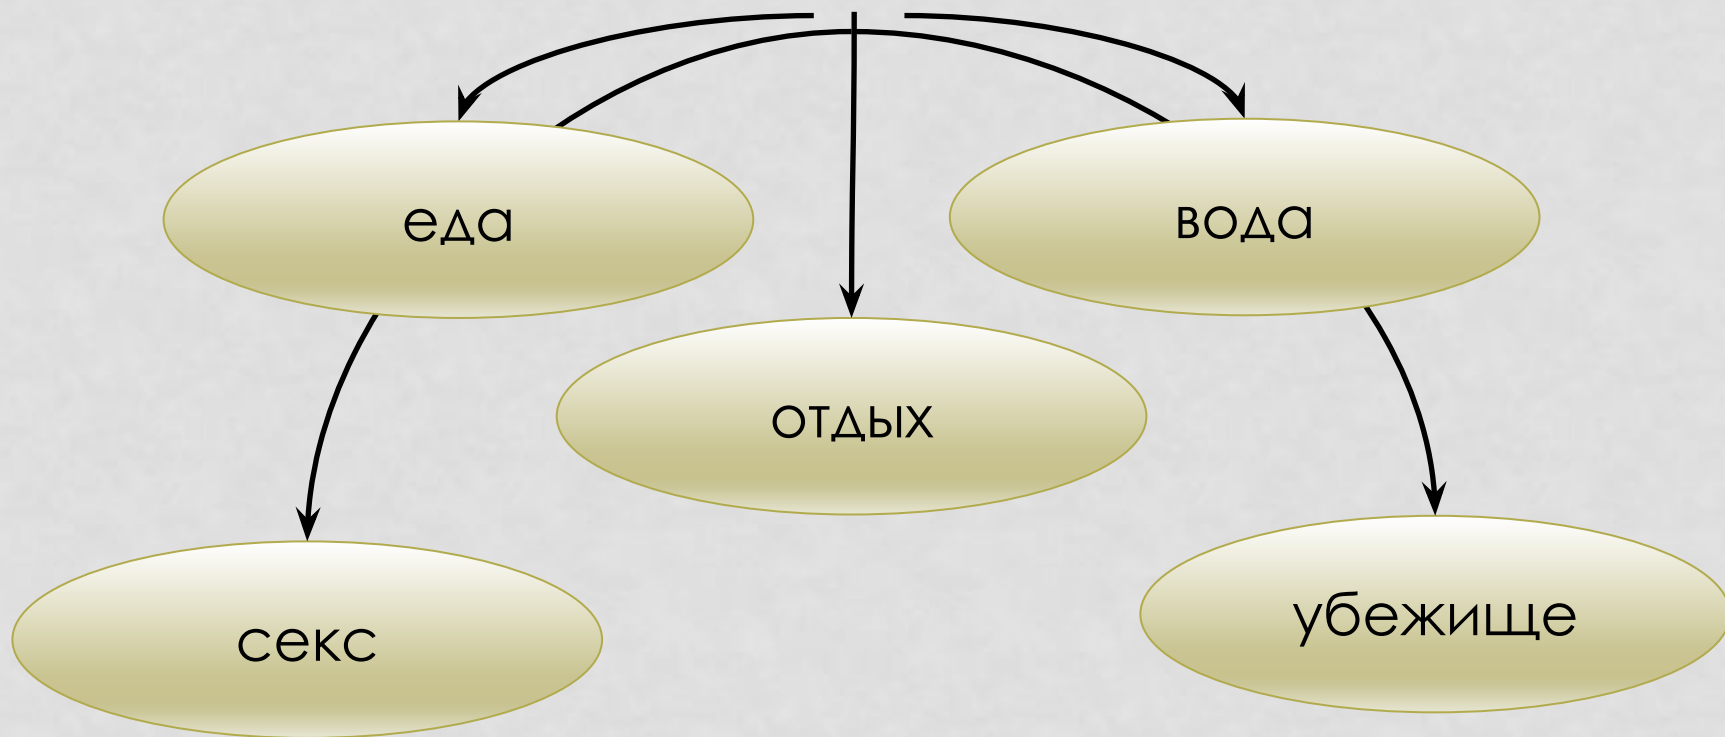 еда
вода
отдых
секс
убежище